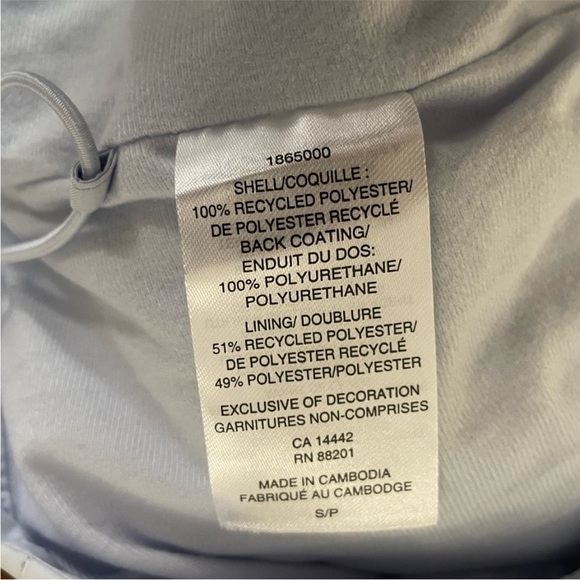 1865000
SHELL/COQUILLE :
100% RECYCLED POLYESTER/
DE POLYESTER RECYCLÉ
BACK COATING/
ENDUIT DU DOS:
100% POLYURETHANE/
POLYURETHANE
LINING/ DOUBLURE
51% RECYCLED POLYESTER/
DE POLYESTER RECYCLÉ
49% POLYESTER/POLYESTER
EXCLUSIVE OF DECORATION
GARNITURES NON-COMPRISES
CA 14442
RN 88201
MADE IN CAMBODIA
FABRIQUÉ AU CAMBODGE
S/P